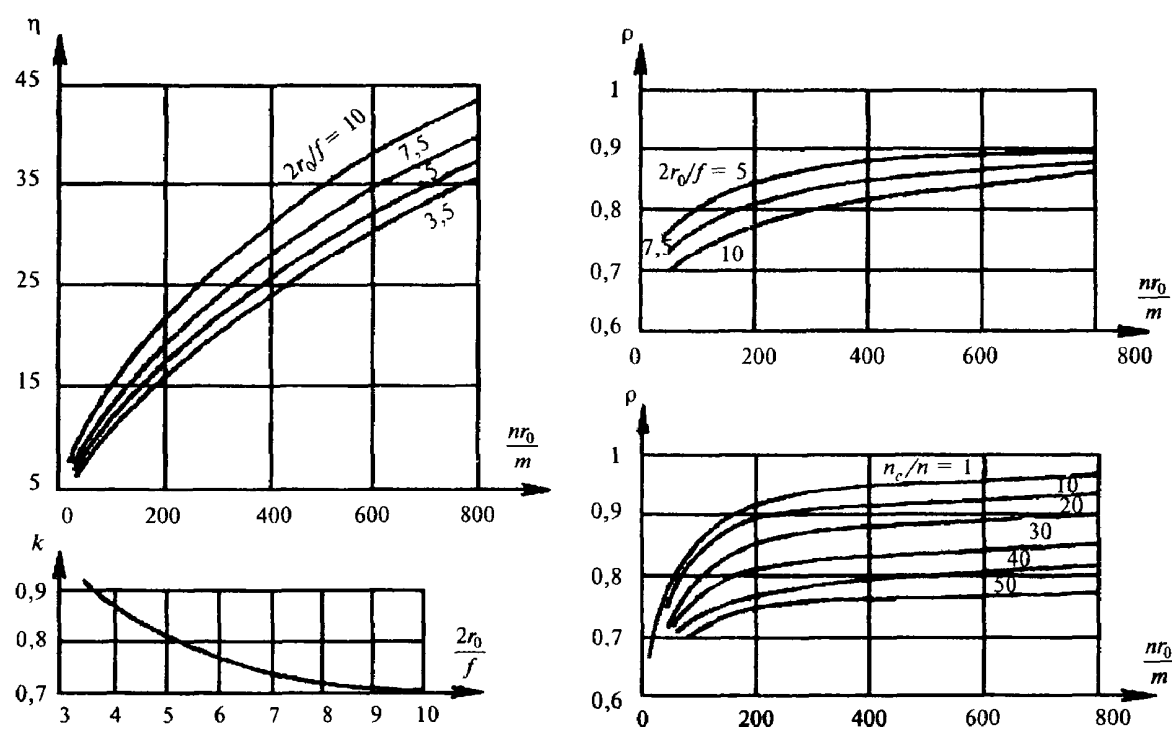 η
45
35
25
15
5
2r₀/f = 10
7,5
5
3,5
nr₀
m
0 200 400 600 800
k
0,9
0,8
0,7
2r₀
f
3 4 5 6 7 8 9 10
ρ
1
0,9
0,8
0,7
0,6
2r₀/f = 5
7,5
10
nr₀
m
0 200 400 600 800
ρ
1
0,9
0,8
0,7
0,6
n_c/n = 1
10
20
30
40
50
nr₀
m
0 200 400 600 800